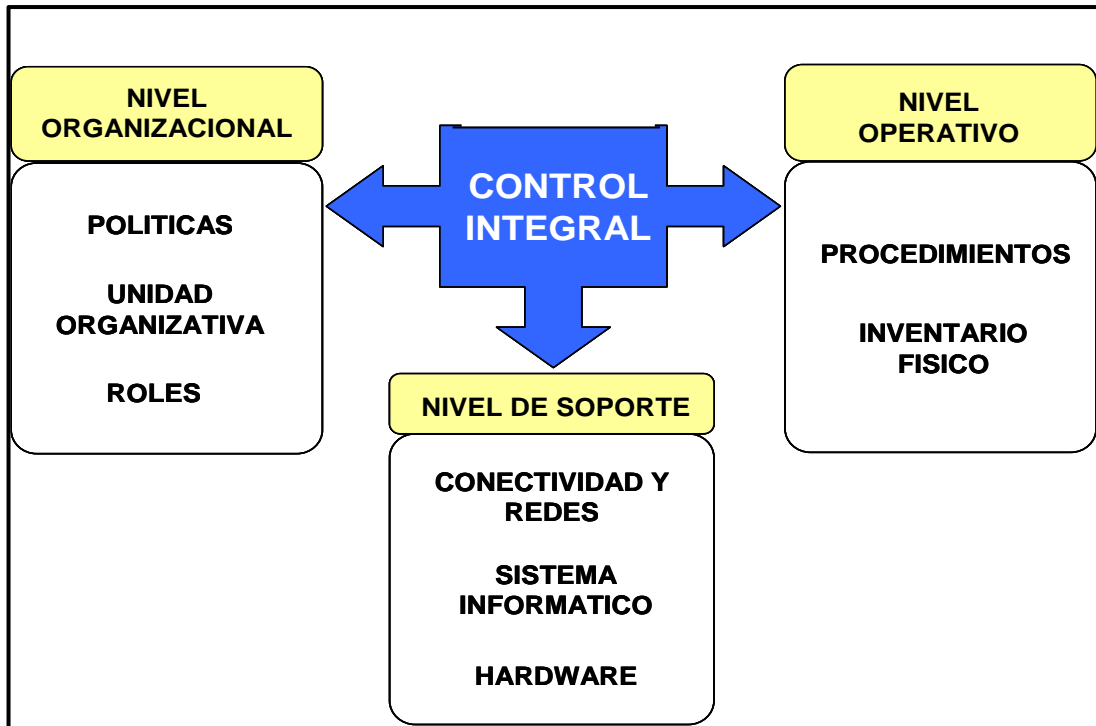 NIVEL
ORGANIZACIONAL
POLITICAS
UNIDAD
ORGANIZATIVA
ROLES
CONTROL
INTEGRAL
NIVEL
OPERATIVO
PROCEDIMIENTOS
INVENTARIO
FISICO
NIVEL DE SOPORTE
CONECTIVIDAD Y
REDES
SISTEMA
INFORMATICO
HARDWARE